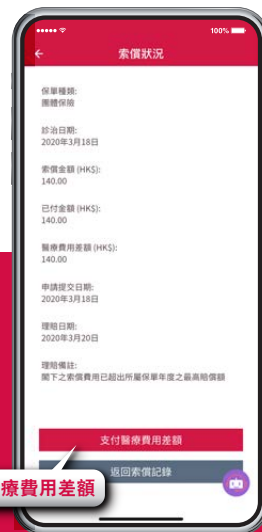 100%
索償狀況
保單種類:
團體保險
診治日期:
2020年3月18日
索償金額 (HK$):
140.00
已付金額 (HK$):
140.00
醫療費用差額 (HK$):
140.00
申請提交日期:
2020年3月18日
理賠日期:
2020年3月20日
理賠備註:
閣下之索償費用已超出所屬保單年度之最高賠償額
支付醫療費用差額
返回索償記錄
療費用差額